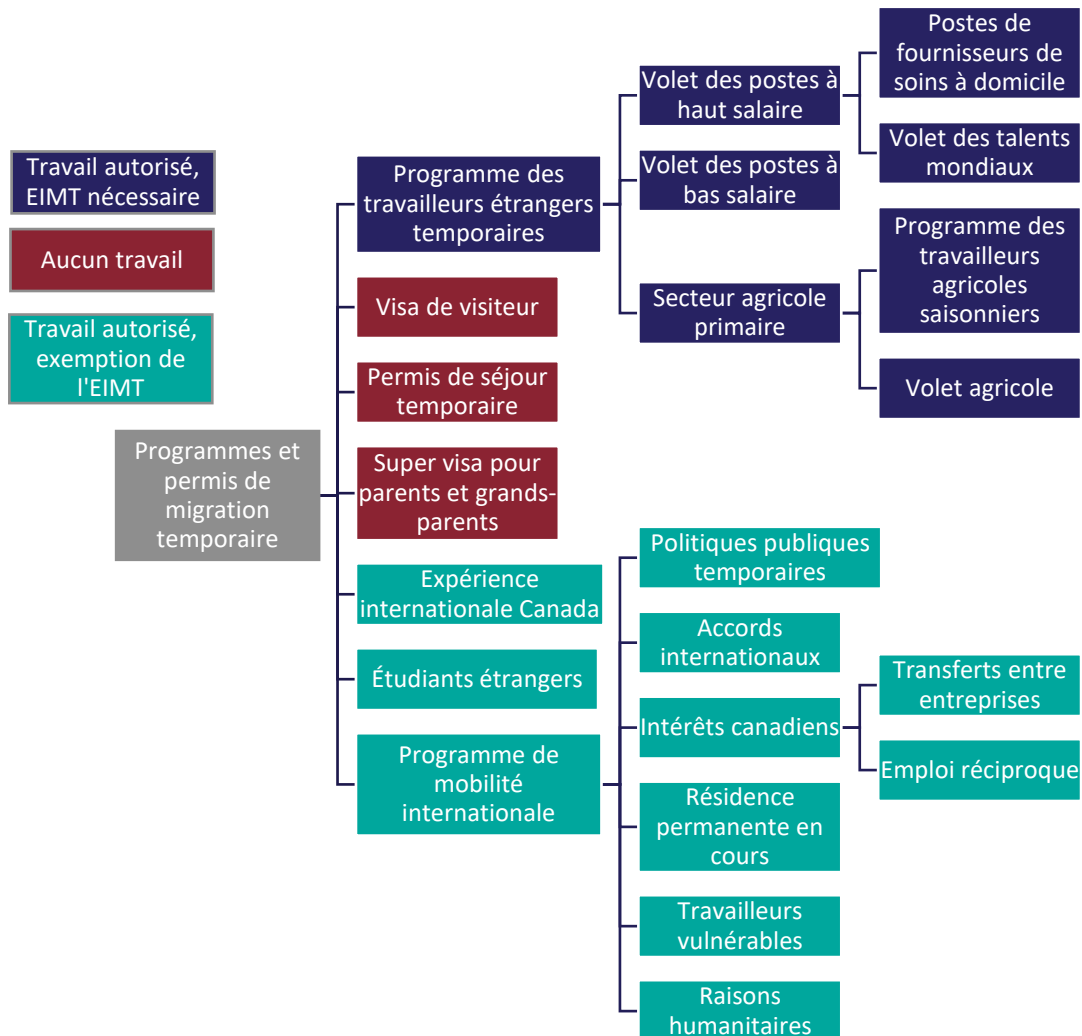 Travail autorisé,
EIMT nécessaire
Aucun travail
Travail autorisé,
exemption de
l'EIMT
Programmes et
permis de
migration
temporaire
Programme des
travailleurs étrangers
temporaires
Visa de visiteur
Permis de séjour
temporaire
Super visa pour
parents et grands-
parents
Expérience
internationale Canada
Étudiants étrangers
Programme de
mobilité
internationale
Volet des postes à
haut salaire
Volet des postes à
bas salaire
Secteur agricole
primaire
Postes de
fournisseurs de
soins à domicile
Volet des talents
mondiaux
Programme des
travailleurs
agricoles
saisonniers
Volet agricole
Politiques publiques
temporaires
Accords
internationaux
Intérêts canadiens
Résidence
permanente en
cours
Travailleurs
vulnérables
Raisons
humanitaires
Transferts entre
entreprises
Emploi réciproque